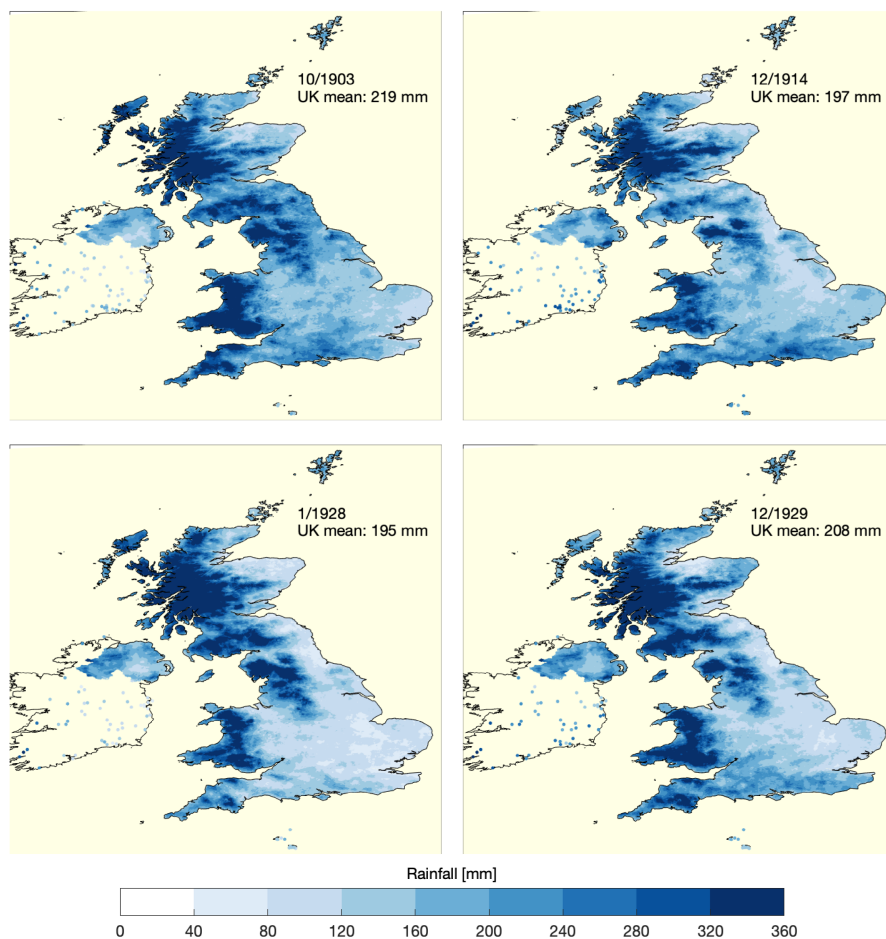 10/1903
UK mean: 219 mm
12/1914
UK mean: 197 mm
1/1928
UK mean: 195 mm
12/1929
UK mean: 208 mm
Rainfall [mm]
0 40 80 120 160 200 240 280 320 360